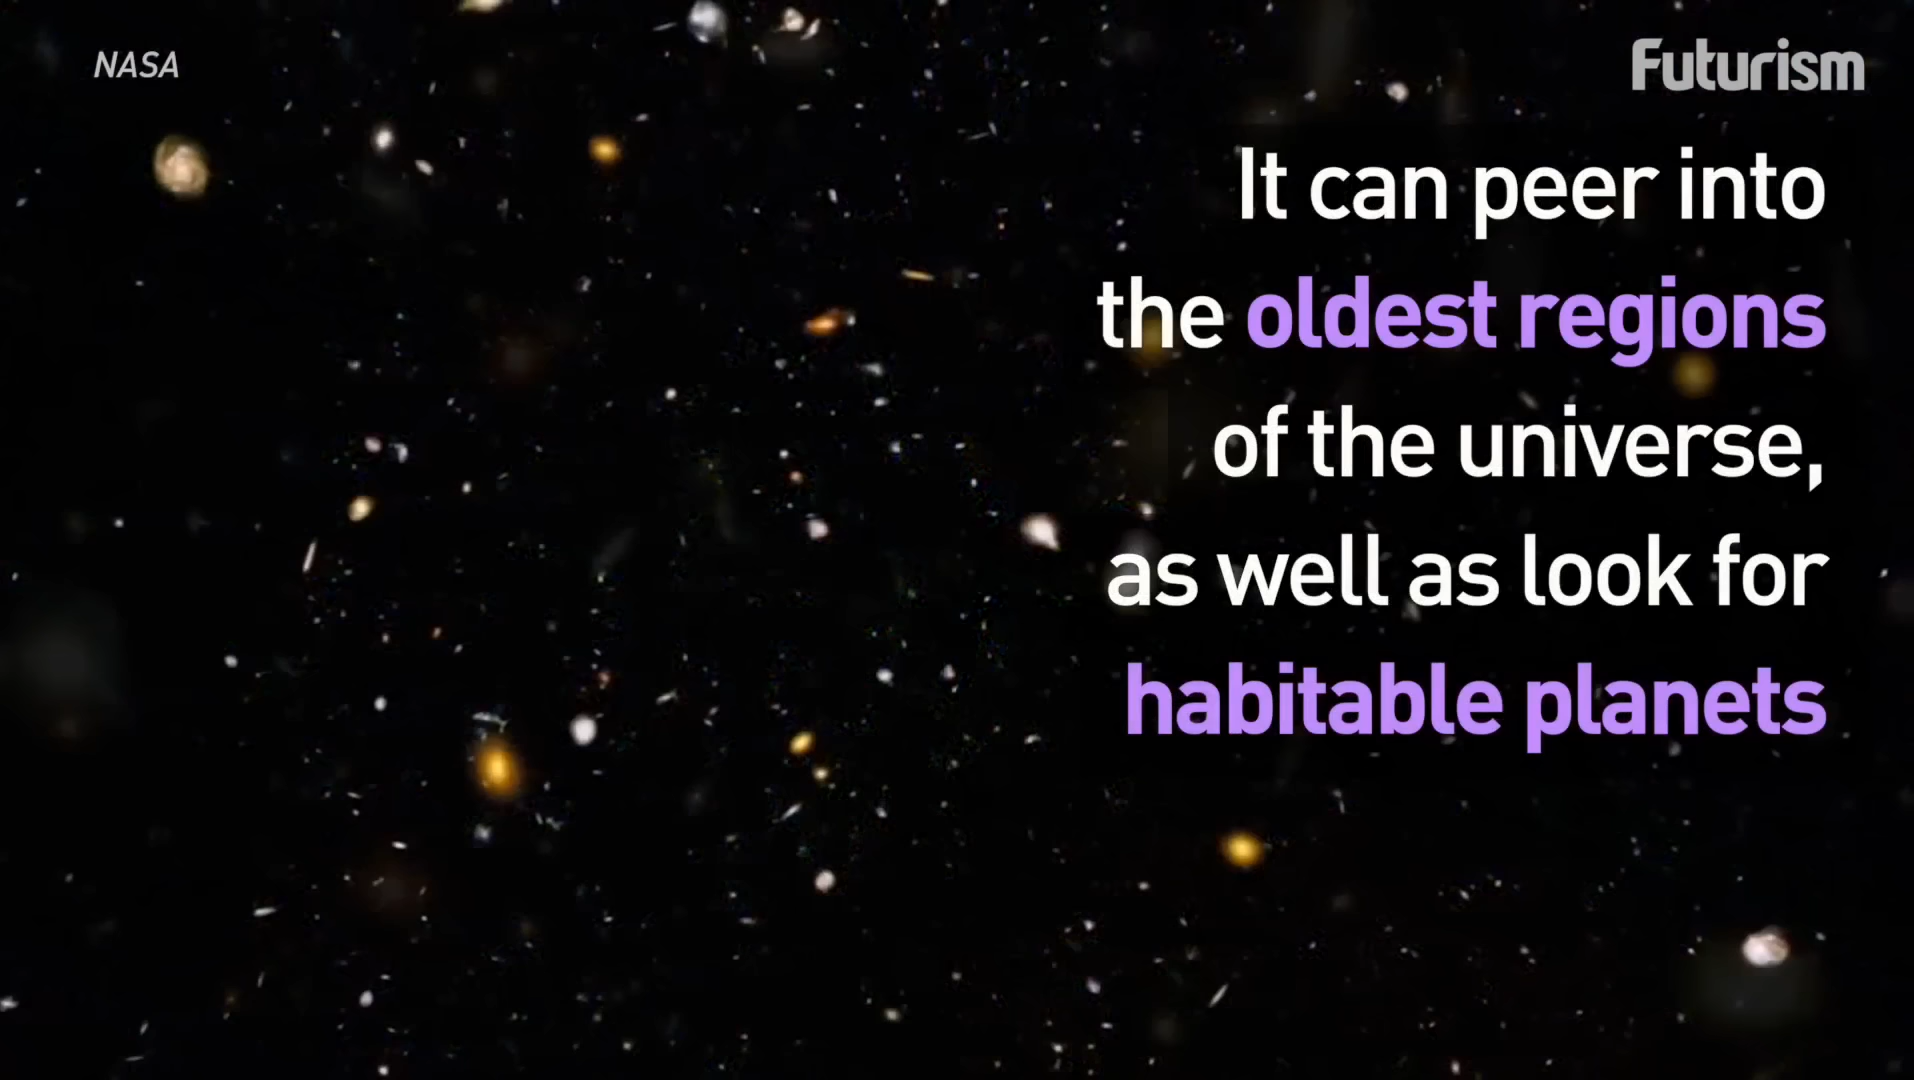 NASA
Futurism
It can peer into
the oldest regions
of the universe,
as well as look for
habitable planets